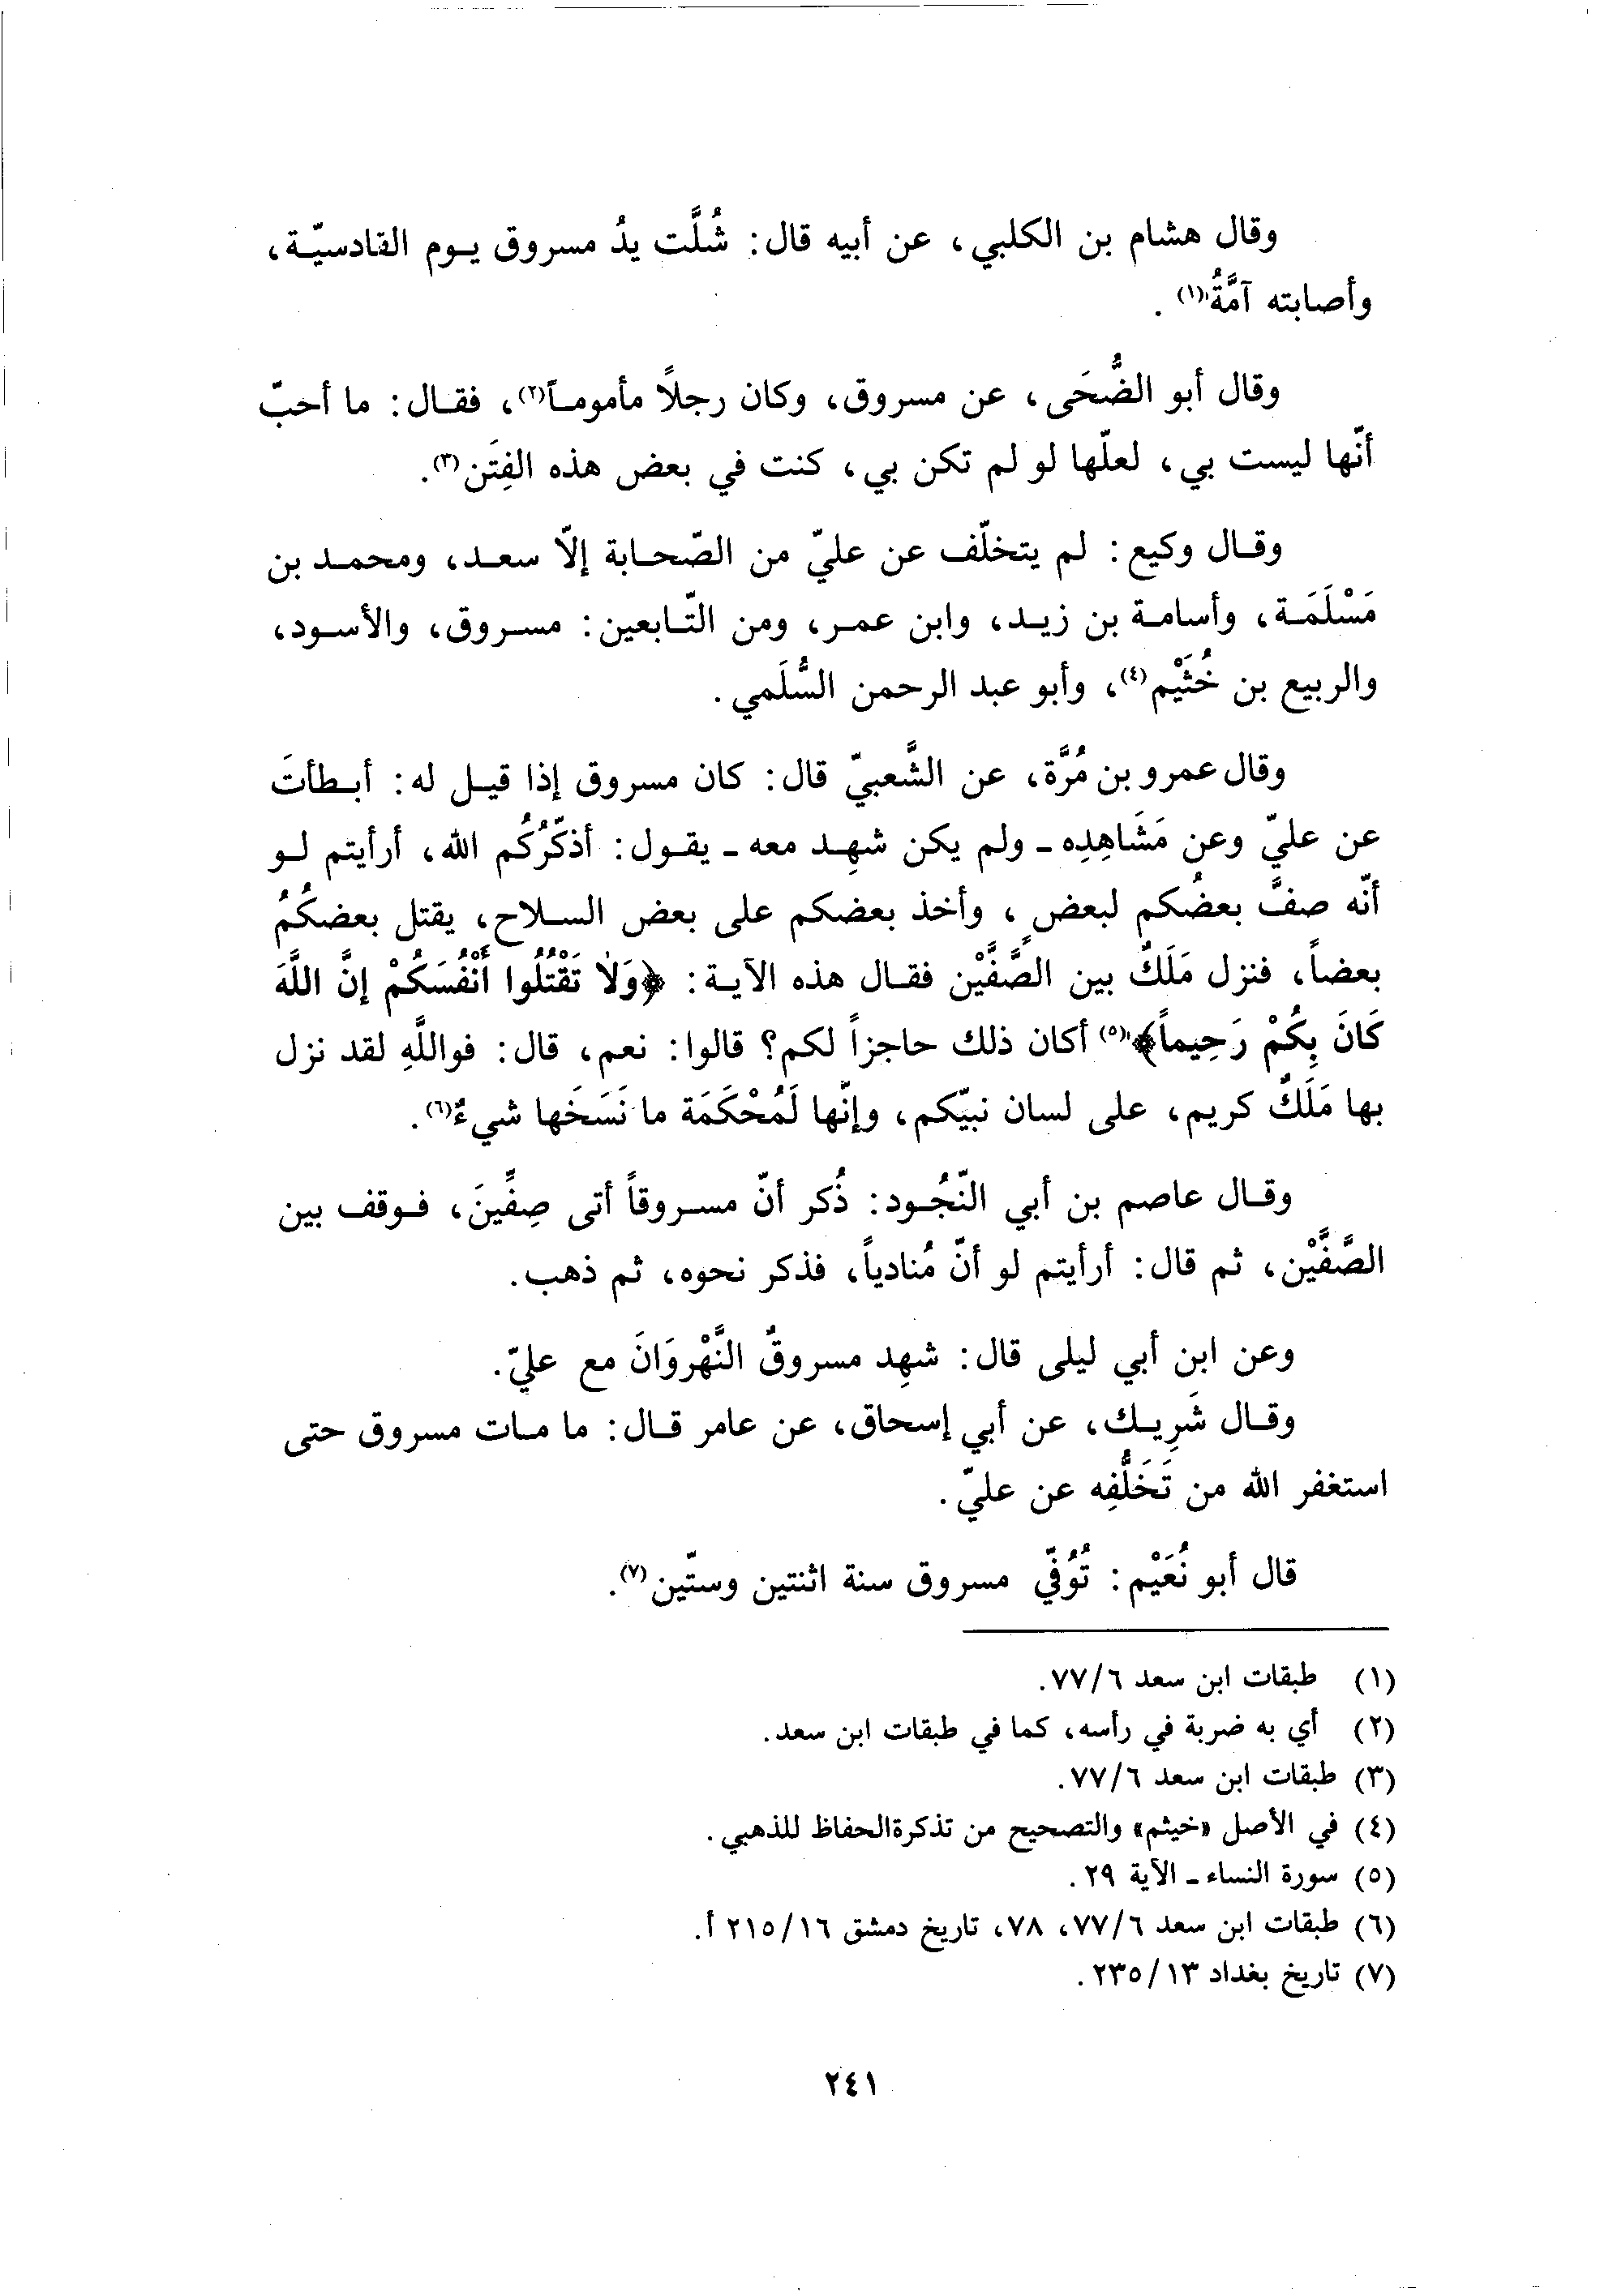 وقال هشام بن الكلبي، عن أبيه قال: شُلَّت يدُ مسروق يوم القادسيّة،
وأصابته آمَّةُ(١) .
وقال أبو الضُّحَى، عن مسروق، وكان رجلاً مأموماً(٢)، فقال: ما أحبّ
أنّها ليست بي، لعلّها لو لم تكن بي، كنت في بعض هذه الفِتَن(٣).
وقال وكيع: لم يتخلّف عن عليّ من الصّحابة إلّا سعد، ومحمد بن
مَسْلَمَة، وأسامة بن زيد، وابن عمر، ومن التّابعين: مسروق، والأسود،
والربيع بن خُثَيْم(٤)، وأبو عبد الرحمن السُّلَمي.
وقال عمرو بن مُرَّة، عن الشَّعبيّ قال: كان مسروق إذا قيل له: أبطأتَ
عن عليّ وعن مَشَاهِدِه - ولم يكن شهِد معه - يقول: أذكّرُكُم الله، أرأيتم لو
أنّه صفَّ بعضُكم لبعضٍ، وأخذ بعضكم على بعض السلاح، يقتل بعضكُمُ
بعضاً، فنزل مَلَكٌ بين الصَّفَّيْن فقال هذه الآية: ﴿وَلَا تَقْتُلُوا أَنْفُسَكُمْ إِنَّ اللَّهَ
كَانَ بِكُمْ رَحِيماً﴾(٥) أكان ذلك حاجزاً لكم؟ قالوا: نعم، قال: فواللَّهِ لقد نزل
بها مَلَكٌ كريم، على لسان نبيّكم، وإنّها لَمُحْكَمَة ما نَسَخَها شيءٌ(٦).
وقال عاصم بن أبي النّجُود: ذُكر أنّ مسروقاً أتى صِفِّينَ، فوقف بين
الصَّفَّيْن، ثم قال: أرأيتم لو أنّ مُنادياً، فذكر نحوه، ثم ذهب.
وعن ابن أبي ليلى قال: شهِد مسروقٌ النَّهْروَانَ مع عليّ.
وقال شَرِيك، عن أبي إسحاق، عن عامر قال: ما مات مسروق حتى
استغفر الله من تَخَلُّفِه عن عليّ.
قال أبو نُعَيْم: تُوُفّي مسروق سنة اثنتين وستّين(٧).
(١) طبقات ابن سعد ٧٧/٦.
(٢) أي به ضربة في رأسه، كما في طبقات ابن سعد.
(٣) طبقات ابن سعد ٧٧/٦.
(٤) في الأصل «خيثم» والتصحيح من تذكرة الحفاظ للذهبي.
(٥) سورة النساء - الآية ٢٩.
(٦) طبقات ابن سعد ٧٧/٦، ٧٨، تاريخ دمشق ٢١٥/١٦ أ.
(٧) تاريخ بغداد ٢٣٥/١٣.
٢٤١